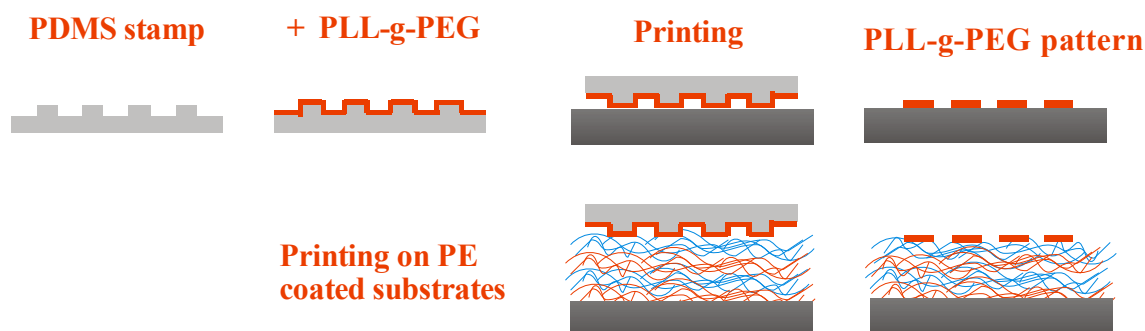 PDMS stamp
+ PLL-g-PEG
Printing
PLL-g-PEG pattern
Printing on PE
coated substrates